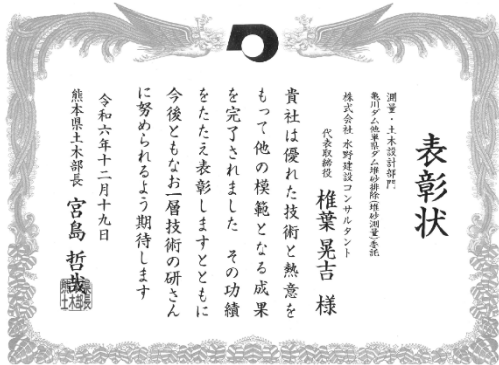 表彰状
測量・土木設計部門
亀川ダム他単県ダム堆砂排除(堆砂測量)委託
株式会社 水野建設コンサルタント
代表取締役 椎葉 晃吉 様
貴社は優れた技術と熱意を
もって他の模範となる成果
を完了されました その功績
をたたえ表彰しますとともに
今後ともなお一層技術の研さん
に努められるよう期待します
令和六年十二月十九日
熊本県土木部長 宮島 哲哉